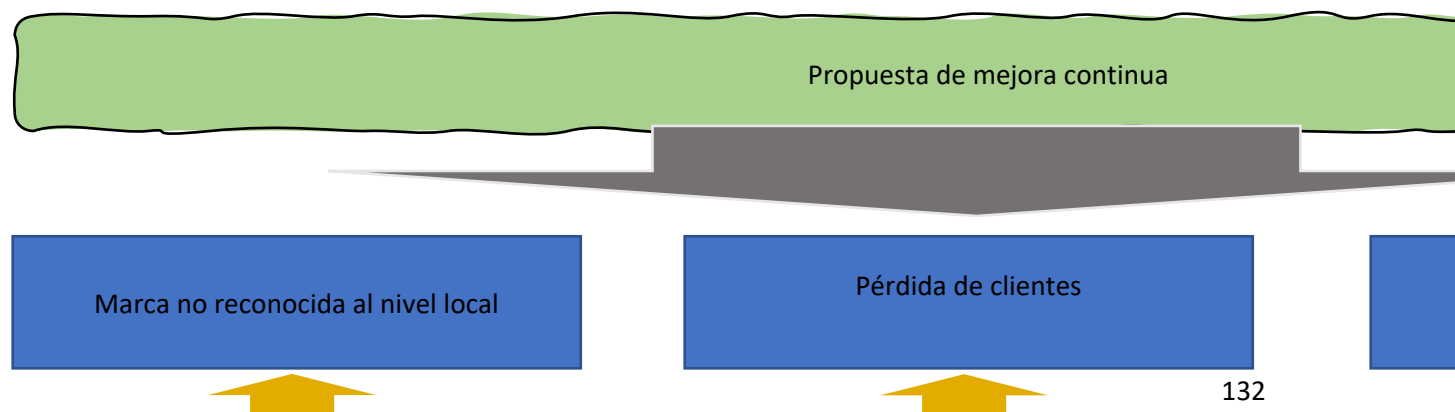 Propuesta de mejora continua
Marca no reconocida al nivel local
Pérdida de clientes
132